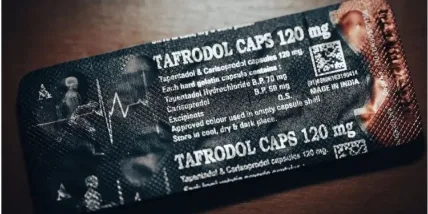 TAFRODOL CAPS 120 mg
Tapentadol & Carisoprodol capsules 120 mg.
Each hard gelatin capsule contains :
Tapentadol Hydrochloride B.P. 70 mg
Carisoprodol B.P. 50 mg
Excipients q.s.
Approved colour used in empty capsule shell
Store in cool, dry & dark place.
MADE IN INDIA
A
TAFRODOL CAPS 120 mg
Tapentadol & Carisoprodol capsules 120 mg.
Each hard gelatin capsule contains